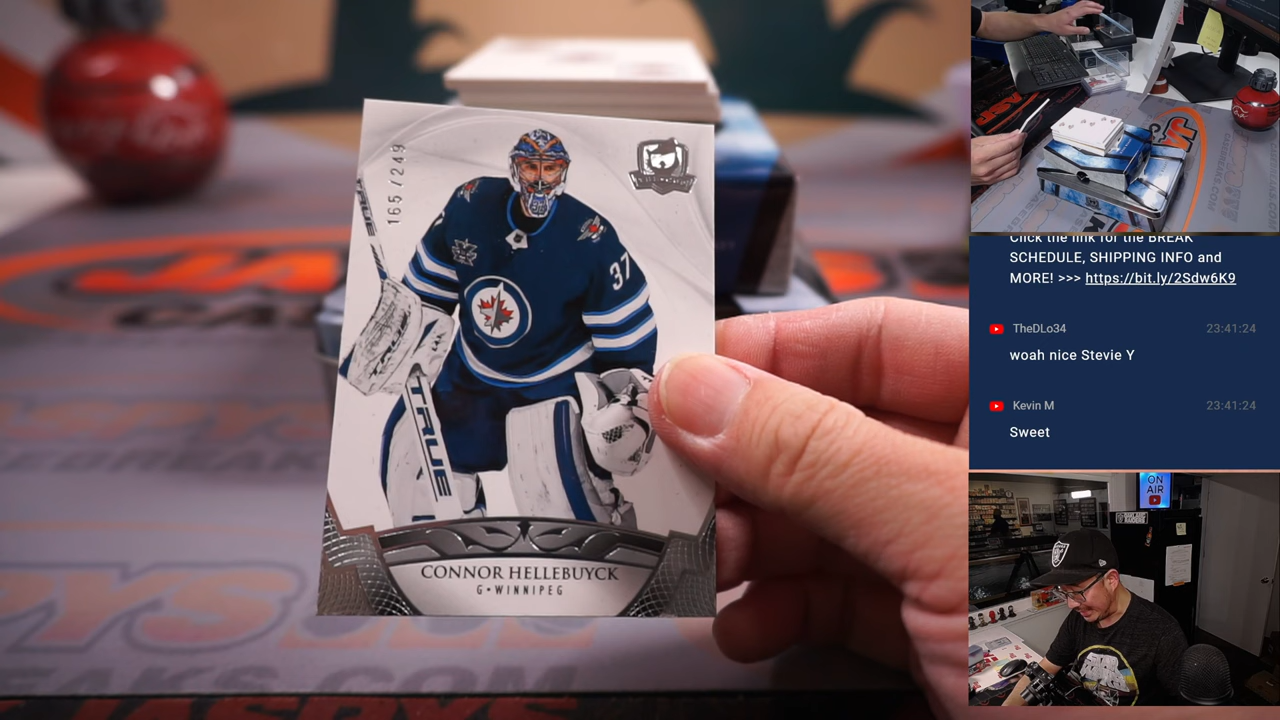 165/249
37
TRUE
TRUE
CONNOR HELLEBUYCK
G•WINNIPEG
Click the link for the BREAK
SCHEDULE, SHIPPING INFO and
MORE! >>> https://bit.ly/2Sdw6K9
TheDLo34 23:41:24
woah nice Stevie Y
Kevin M 23:41:24
Sweet
ON
AIR